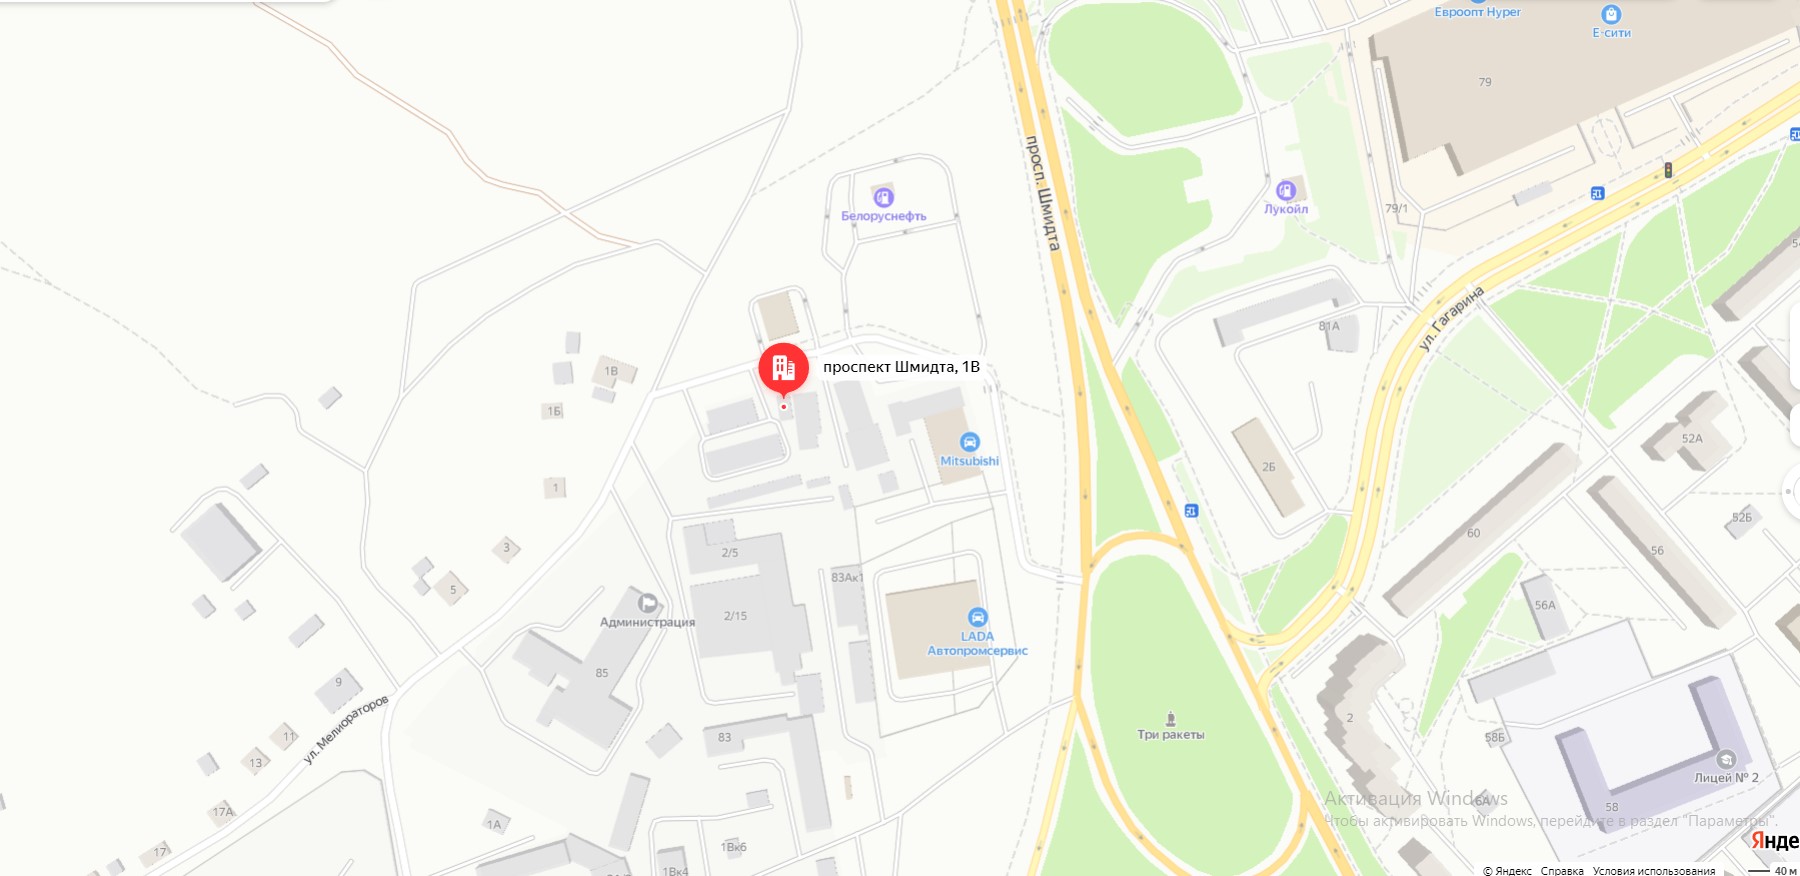 Евроопт Hyper
Е-сити
79
просп. Шмидта
Лукойл
79/1
Белоруснефть
ул. Гагарина
81А
проспект Шмидта, 1В
1В
1Б
1
52А
Mitsubishi
2Б
52Б
60
56
3
2/5
5
83Ак1
56А
2/15
Администрация
LADA
Автопромсервис
85
9
ул. Мелиораторов
2
Три ракеты
83
11
58Б
13
Лицей № 2
Активация Windows
Чтобы активировать Windows, перейдите в раздел "Параметры".
17А
1А
6А
58
17
1Вк6
1Вк4
Янде
© Яндекс Справка Условия использования
40 м